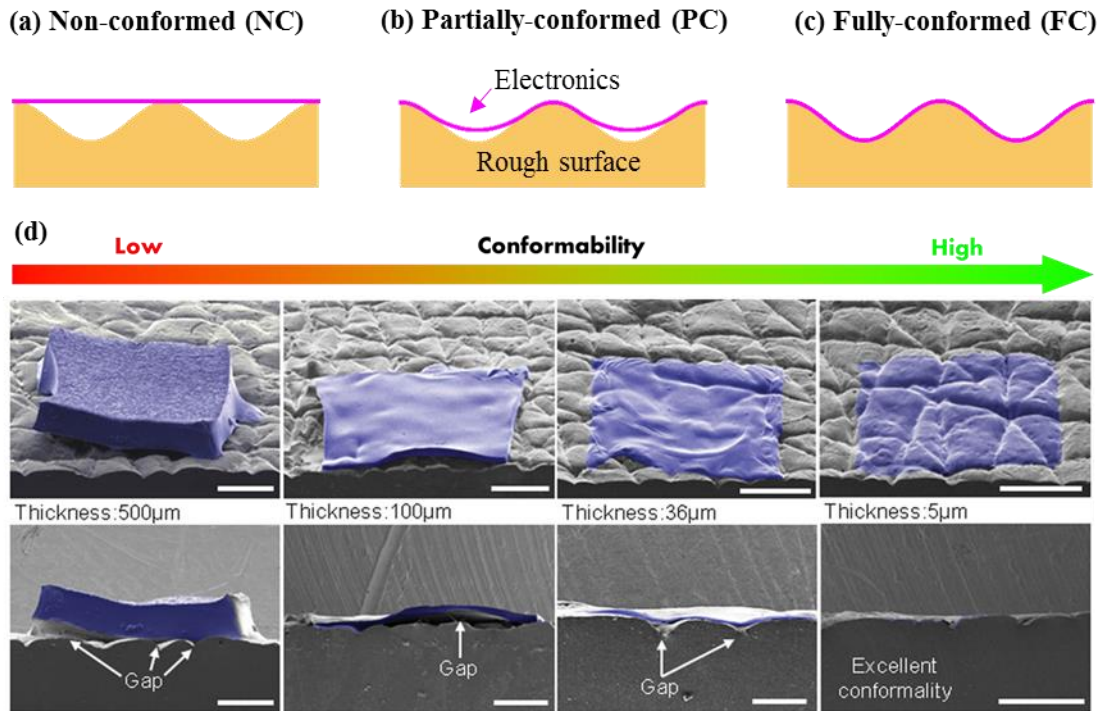 (a) Non-conformed (NC)
(b) Partially-conformed (PC)
(c) Fully-conformed (FC)
Electronics
Rough surface
(d)
Low
Conformability
High
Thickness:500μm
Thickness:100μm
Thickness:36μm
Thickness:5μm
Gap
Gap
Gap
Excellent
conformality